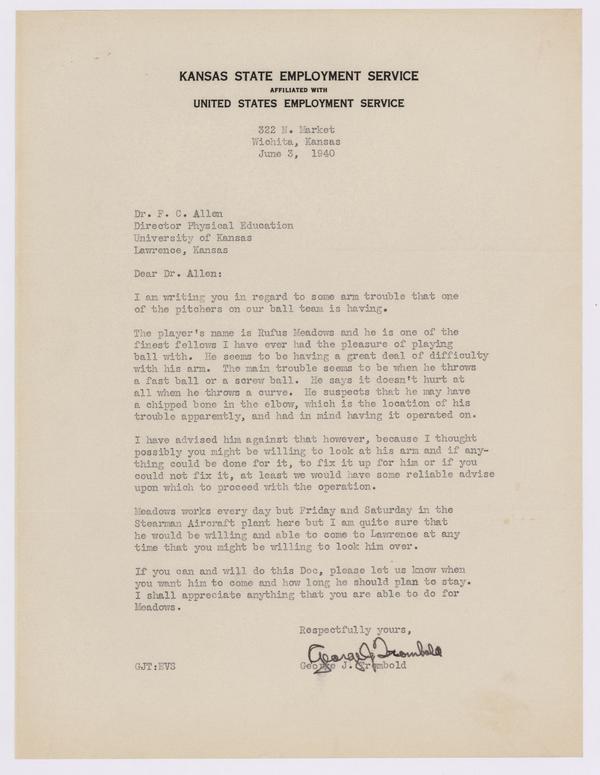 KANSAS STATE EMPLOYMENT SERVICE
AFFILIATED WITH
UNITED STATES EMPLOYMENT SERVICE
322 N. Market
Wichita, Kansas
June 3, 1940
Dr. F. C. Allen
Director Physical Education
University of Kansas
Lawrence, Kansas
Dear Dr. Allen:
I am writing you in regard to some arm trouble that one
of the pitchers on our ball team is having.
The player's name is Rufus Meadows and he is one of the
finest fellows I have ever had the pleasure of playing
ball with. He seems to be having a great deal of difficulty
with his arm. The main trouble seems to be when he throws
a fast ball or a screw ball. He says it doesn't hurt at
all when he throws a curve. He suspects that he may have
a chipped bone in the elbow, which is the location of his
trouble apparently, and had in mind having it operated on.
I have advised him against that however, because I thought
possibly you might be willing to look at his arm and if any-
thing could be done for it, to fix it up for him or if you
could not fix it, at least we would have some reliable advise
upon which to proceed with the operation.
Meadows works every day but Friday and Saturday in the
Stearman Aircraft plant here but I am quite sure that
he would be willing and able to come to Lawrence at any
time that you might be willing to look him over.
If you can and will do this Doc, please let us know when
you want him to come and how long he should plan to stay.
I shall appreciate anything that you are able to do for
Meadows.
Respectfully yours,
George J. Trombold
GJT:EVS George J. Trombold